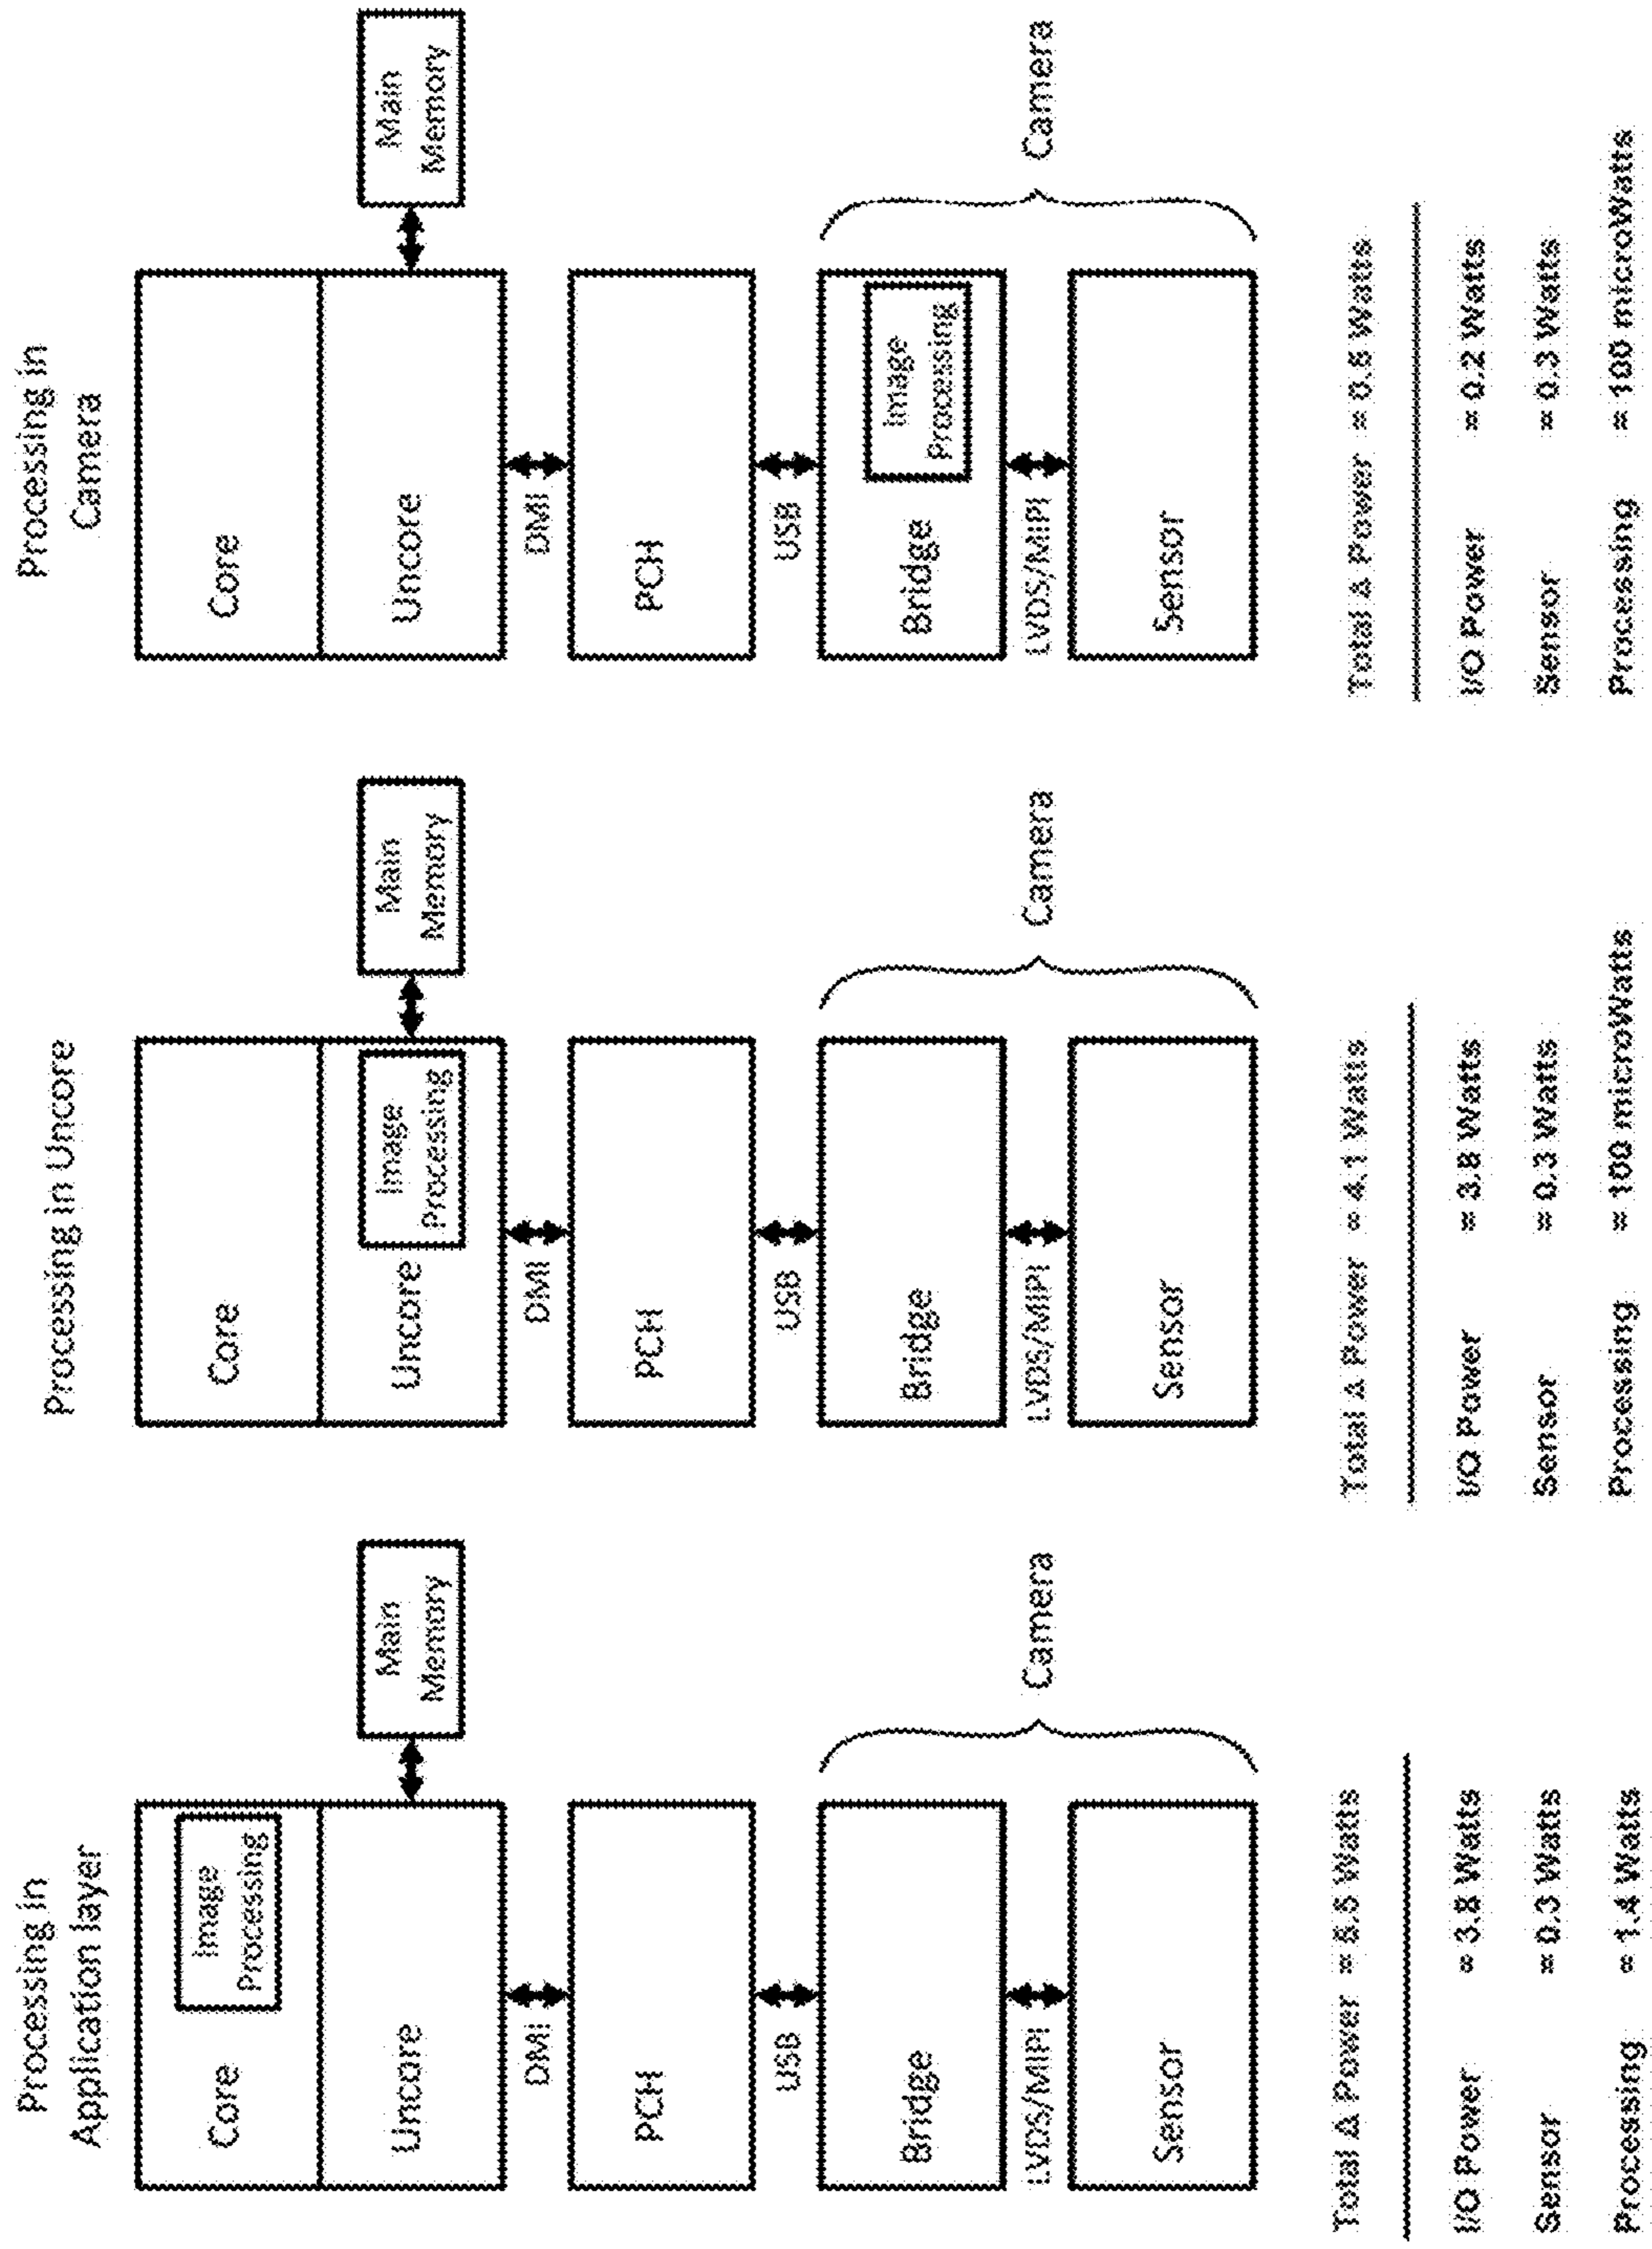 Processing in
Application layer
Core
Image
Processing
Uncore
Main
Memory
DMI
PCH
USB
Bridge
LVDS/MIPI
Sensor
Camera
Total Δ Power = 5.5 Watts
I/O Power = 3.8 Watts
Sensor = 0.3 Watts
Processing = 1.4 Watts
Processing in Uncore
Core
Uncore
Image
Processing
Main
Memory
DMI
PCH
USB
Bridge
LVDS/MIPI
Sensor
Camera
Total Δ Power = 4.1 Watts
I/O Power = 3.8 Watts
Sensor = 0.3 Watts
Processing = 100 microWatts
Processing in
Camera
Core
Uncore
Main
Memory
DMI
PCH
USB
Bridge
Image
Processing
LVDS/MIPI
Sensor
Camera
Total Δ Power = 0.5 Watts
I/O Power = 0.2 Watts
Sensor = 0.3 Watts
Processing = 100 microWatts